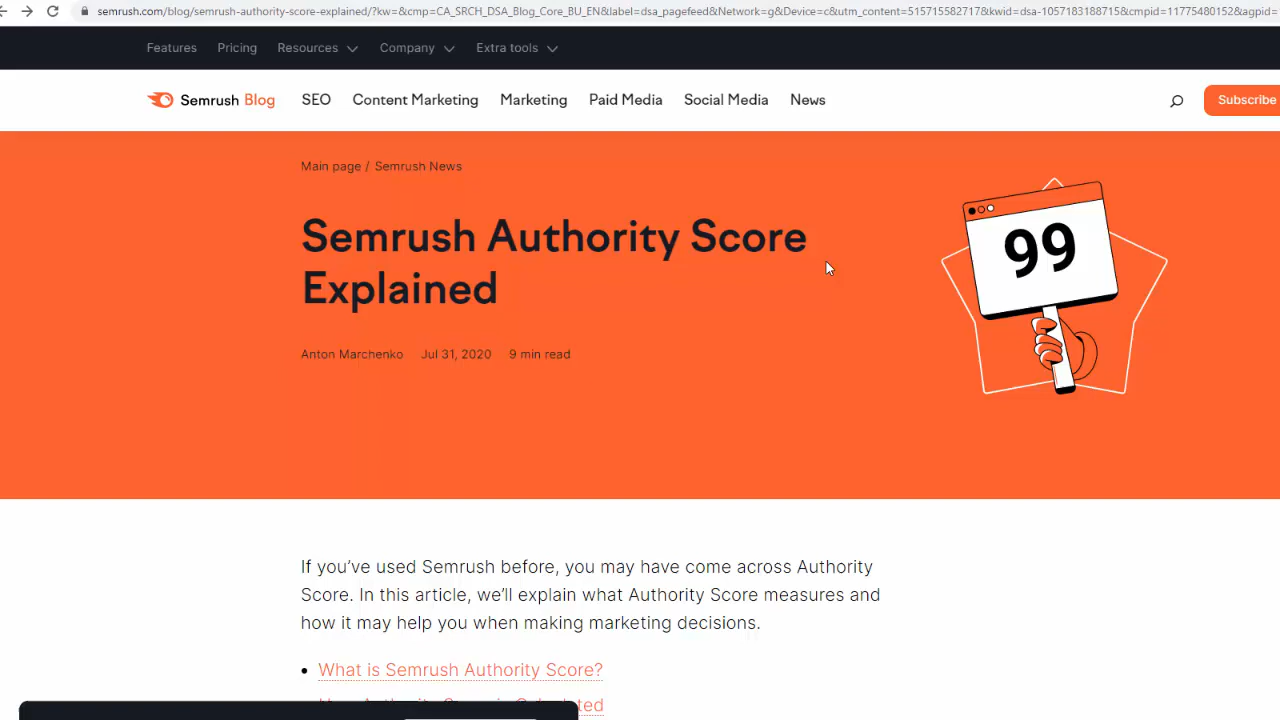 semrush.com/blog/semrush-authority-score-explained/?kw=&cmp=CA_SRCH_DSA_Blog_Core_BU_EN&label=dsa_pagefeed&Network=g&Device=c&utm_content=515715582717&kwid=dsa-1057183188715&cmpid=11775480152&agpid=
Features Pricing Resources Company Extra tools
Semrush Blog SEO Content Marketing Marketing Paid Media Social Media News Subscribe
Main page / Semrush News
Semrush Authority Score
Explained
99
Anton Marchenko Jul 31, 2020 9 min read
If you’ve used Semrush before, you may have come across Authority
Score. In this article, we’ll explain what Authority Score measures and
how it may help you when making marketing decisions.
What is Semrush Authority Score?